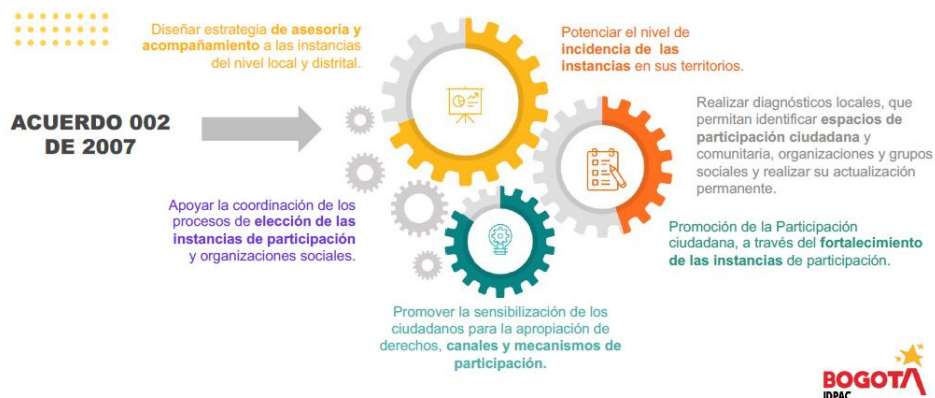 Diseñar estrategia de asesoría y
acompañamiento a las instancias
del nivel local y distrital.
Potenciar el nivel de
incidencia de las
instancias en sus territorios.
ACUERDO 002
DE 2007
Realizar diagnósticos locales, que
permitan identificar espacios de
participación ciudadana y
comunitaria, organizaciones y grupos
sociales y realizar su actualización
permanente.
Apoyar la coordinación de los
procesos de elección de las
instancias de participación
y organizaciones sociales.
Promoción de la Participación
ciudadana, a través del fortalecimiento
de las instancias de participación.
Promover la sensibilización de los
ciudadanos para la apropiación de
derechos, canales y mecanismos de
participación.
BOGOTÁ
IDPAC